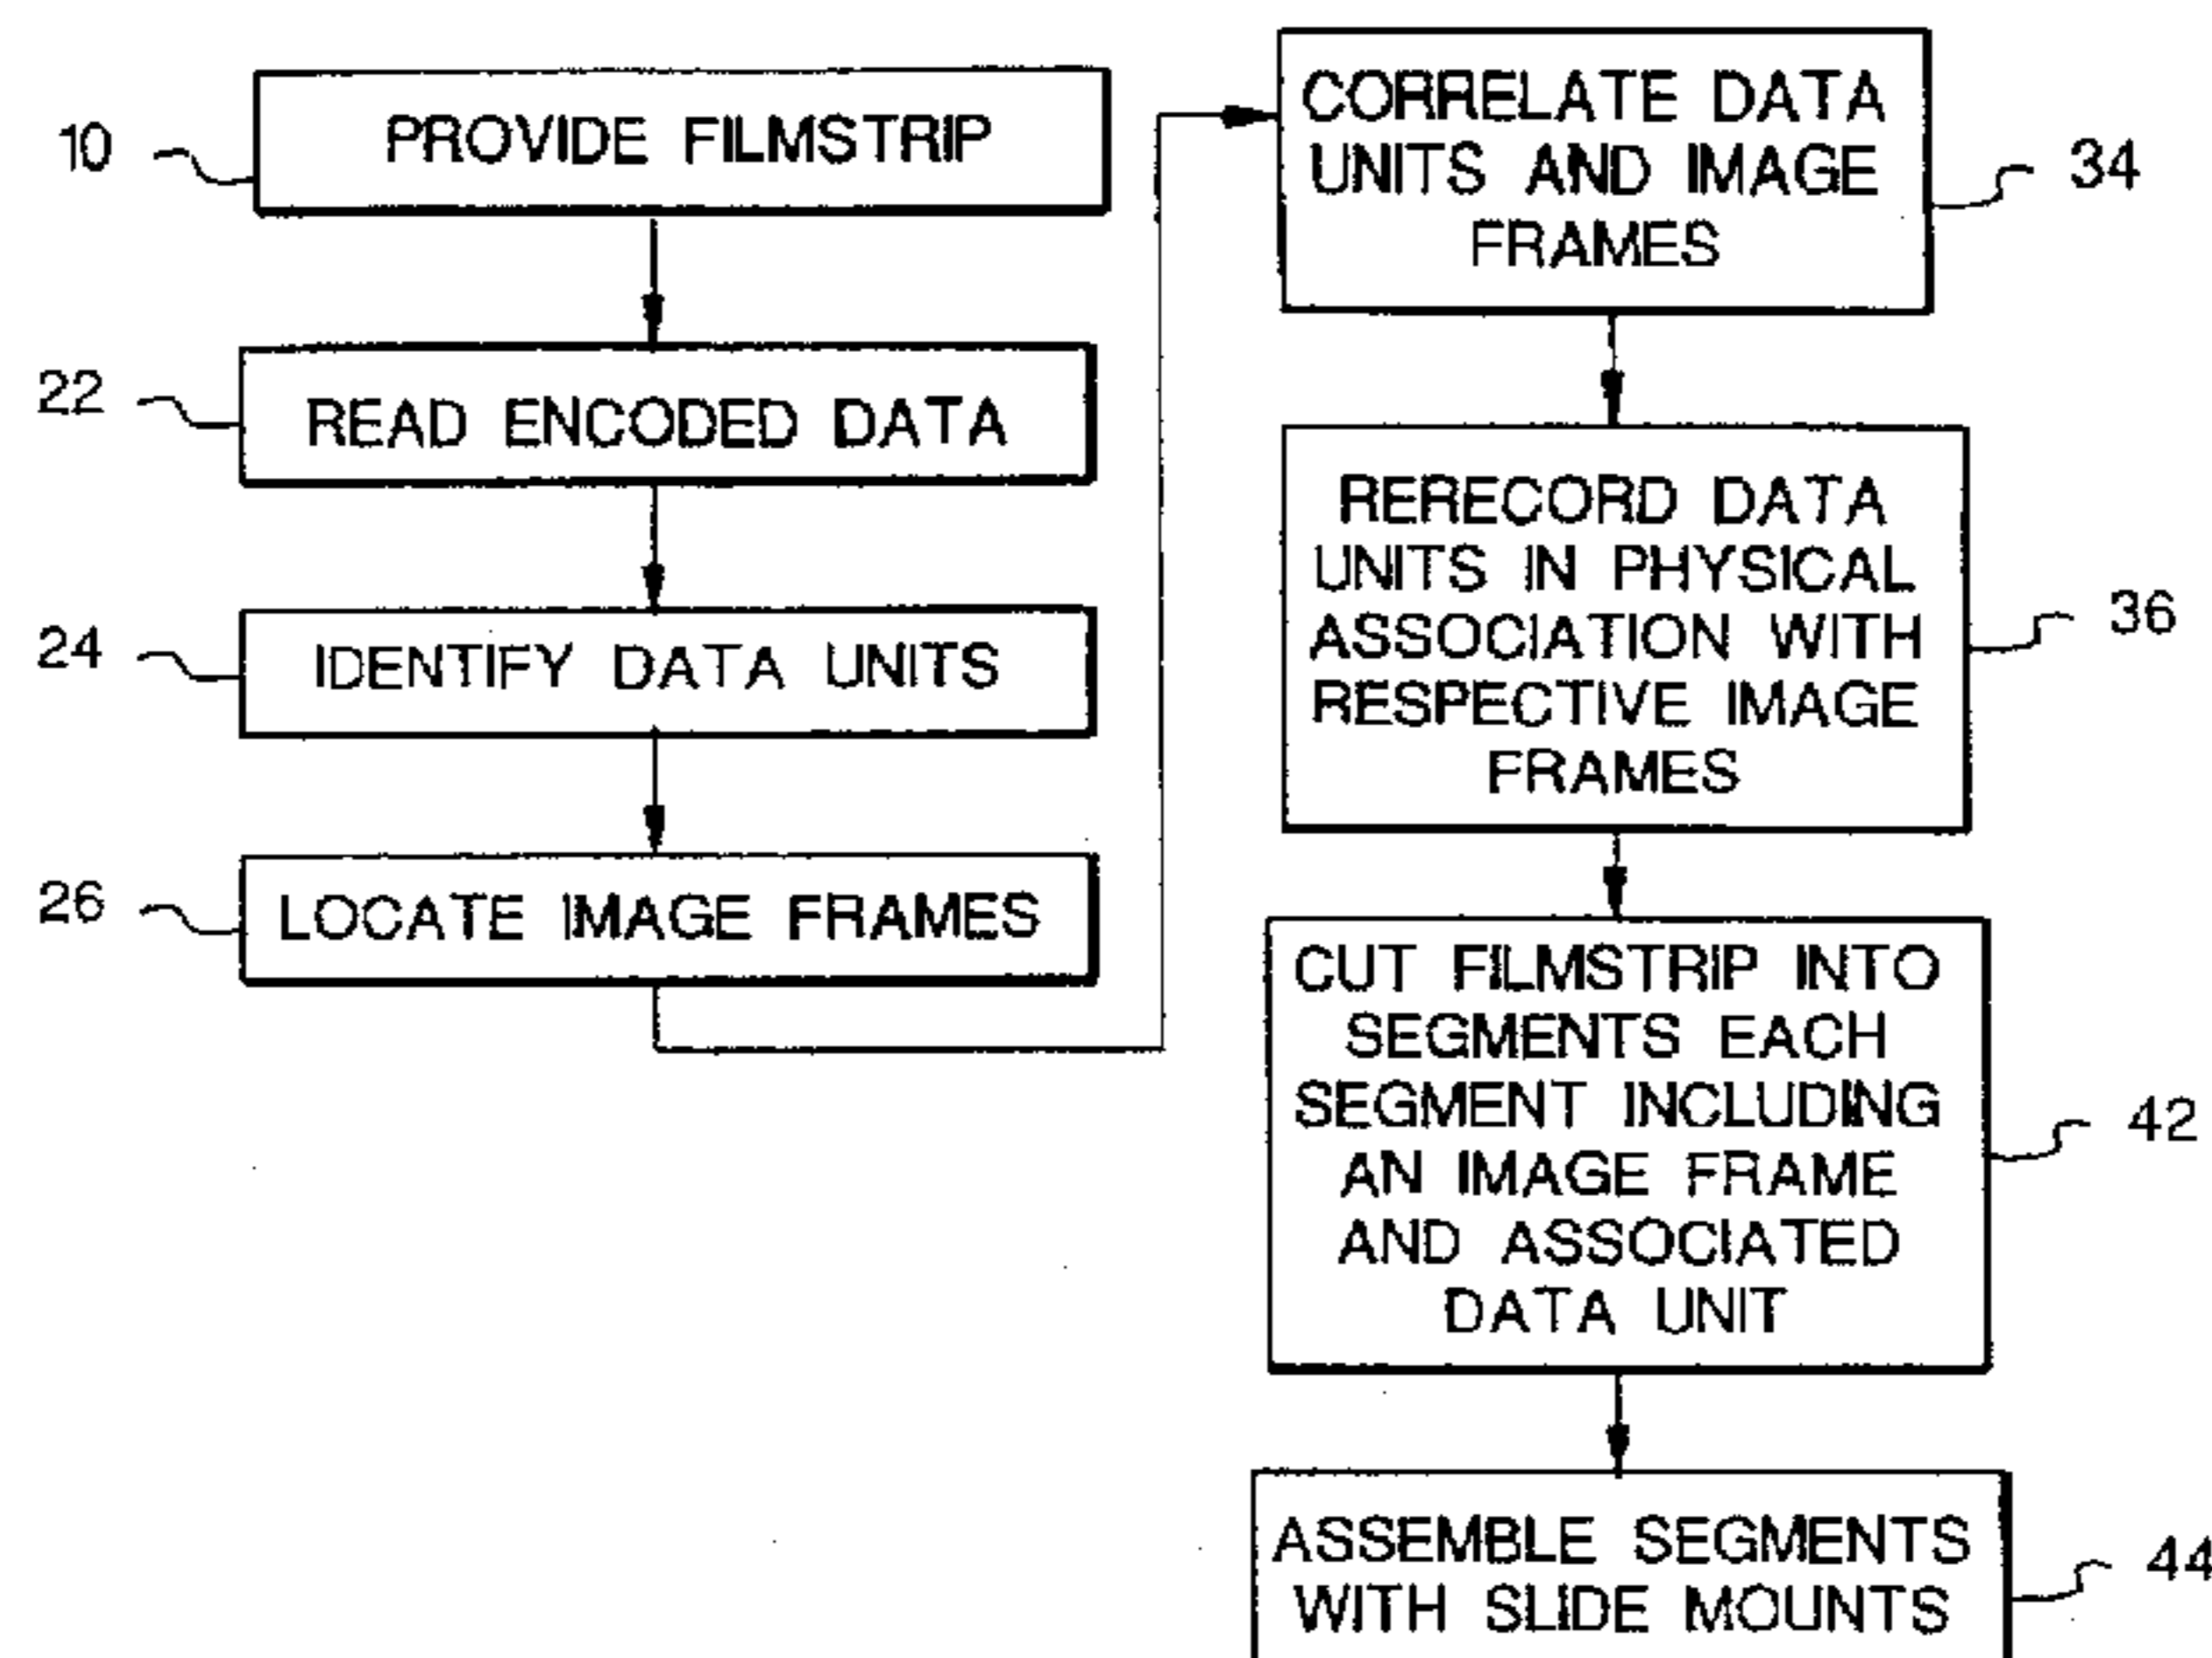 10
PROVIDE FILMSTRIP
22
READ ENCODED DATA
24
IDENTIFY DATA UNITS
26
LOCATE IMAGE FRAMES
CORRELATE DATA
UNITS AND IMAGE
FRAMES
34
RERECORD DATA
UNITS IN PHYSICAL
ASSOCIATION WITH
RESPECTIVE IMAGE
FRAMES
36
CUT FILMSTRIP INTO
SEGMENTS EACH
SEGMENT INCLUDING
AN IMAGE FRAME
AND ASSOCIATED
DATA UNIT
42
ASSEMBLE SEGMENTS
WITH SLIDE MOUNTS
44